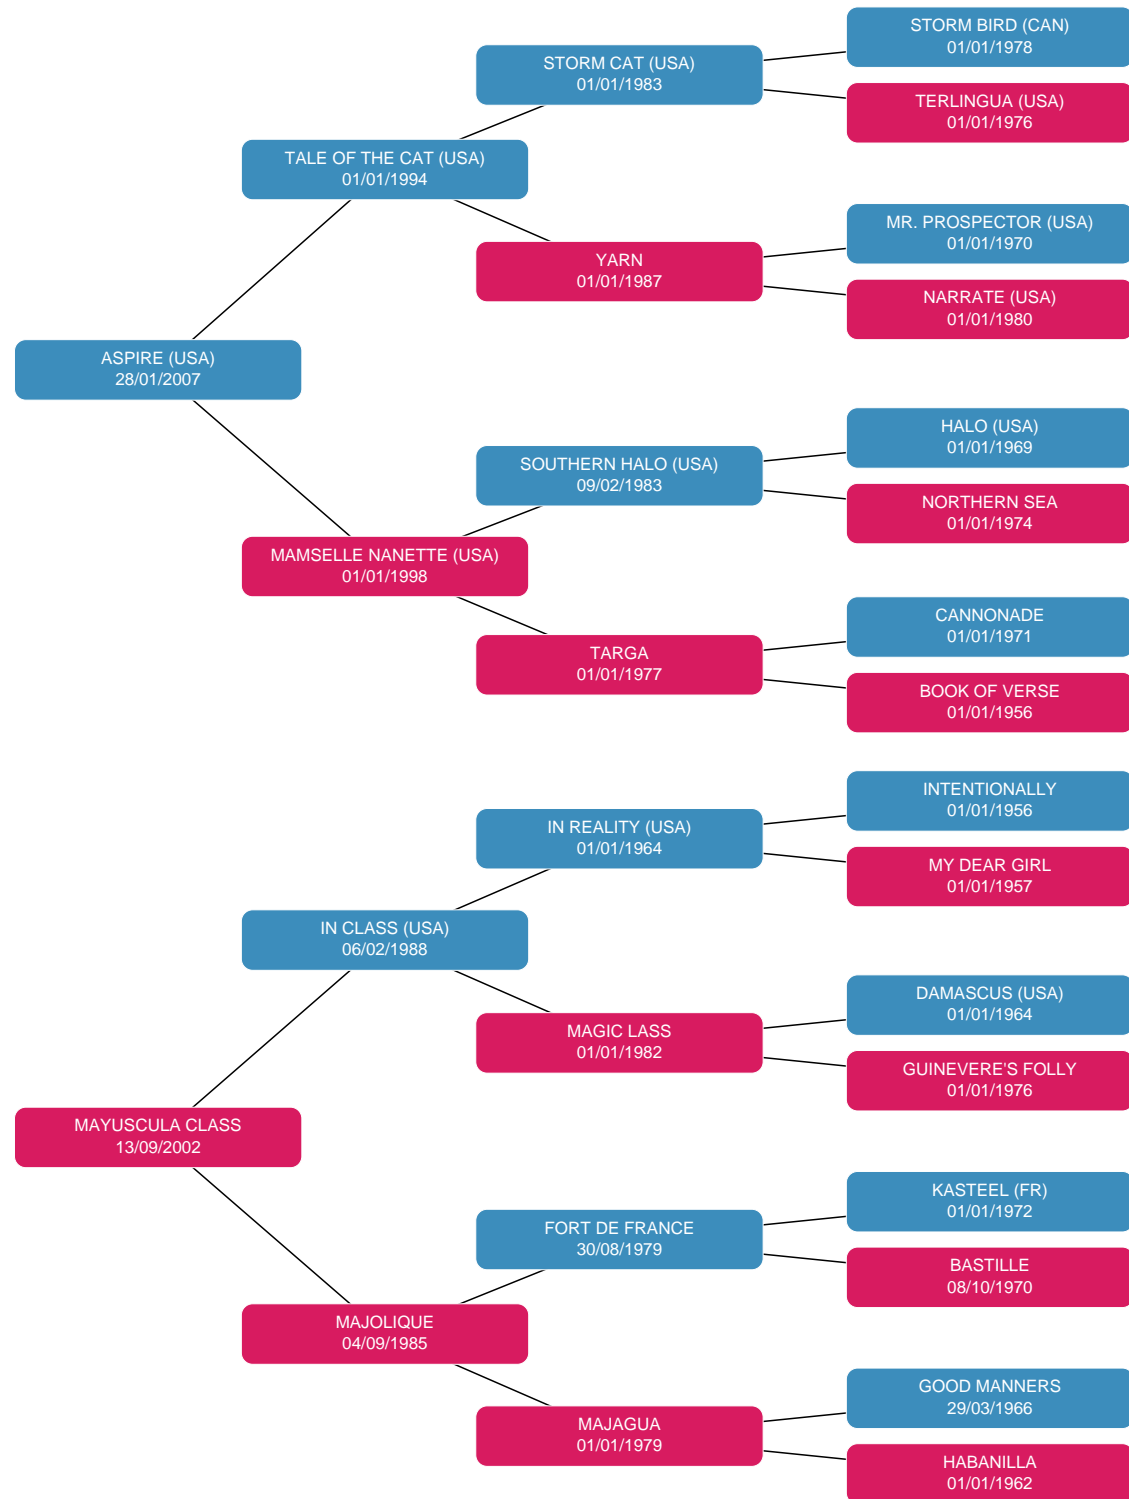 STORM BIRD (CAN)
01/01/1978
STORM CAT (USA)
01/01/1983
TERLINGUA (USA)
01/01/1976
TALE OF THE CAT (USA)
01/01/1994
MR. PROSPECTOR (USA)
01/01/1970
YARN
01/01/1987
NARRATE (USA)
01/01/1980
ASPIRE (USA)
28/01/2007
HALO (USA)
01/01/1969
SOUTHERN HALO (USA)
09/02/1983
NORTHERN SEA
01/01/1974
MAMSELLE NANETTE (USA)
01/01/1998
CANNONADE
01/01/1971
TARGA
01/01/1977
BOOK OF VERSE
01/01/1956
INTENTIONALLY
01/01/1956
IN REALITY (USA)
01/01/1964
MY DEAR GIRL
01/01/1957
IN CLASS (USA)
06/02/1988
DAMASCUS (USA)
01/01/1964
MAGIC LASS
01/01/1982
GUINEVERE'S FOLLY
01/01/1976
MAYUSCULA CLASS
13/09/2002
KASTEEL (FR)
01/01/1972
FORT DE FRANCE
30/08/1979
BASTILLE
08/10/1970
MAJOLIQUE
04/09/1985
GOOD MANNERS
29/03/1966
MAJAGUA
01/01/1979
HABANILLA
01/01/1962